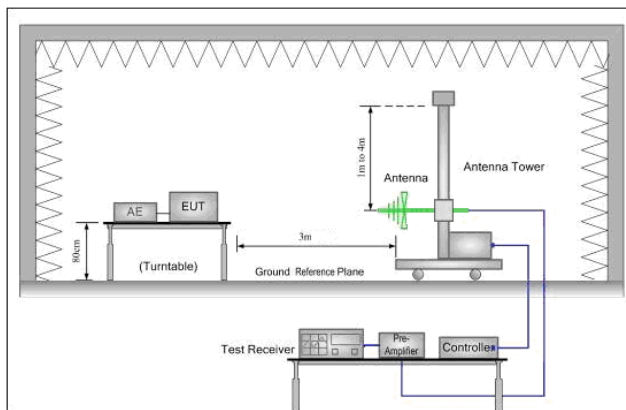 1m to 4m
Antenna
Antenna Tower
AE
EUT
80cm
(Turntable)
3m
Ground Reference Plane
Test Receiver
Pre-
Amplifier
Controller